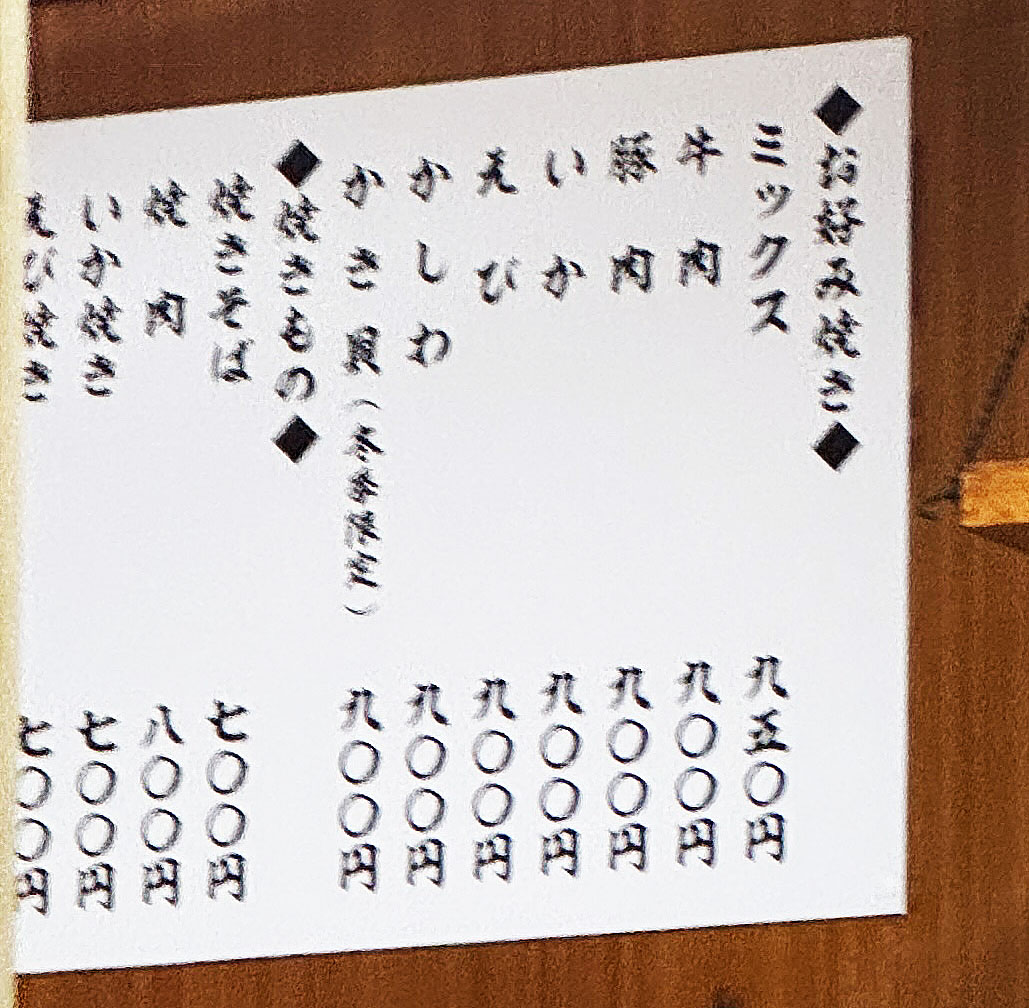 ◆お好み焼き◆
ミックス 九五〇円
牛肉 九〇〇円
豚肉 九〇〇円
いか 九〇〇円
えび 九〇〇円
かしわ 九〇〇円
かき貝 九〇〇円
◆焼きもの◆
焼きそば 七〇〇円
焼肉 八〇〇円
いか焼き 七〇〇円
えび焼き 七〇〇円